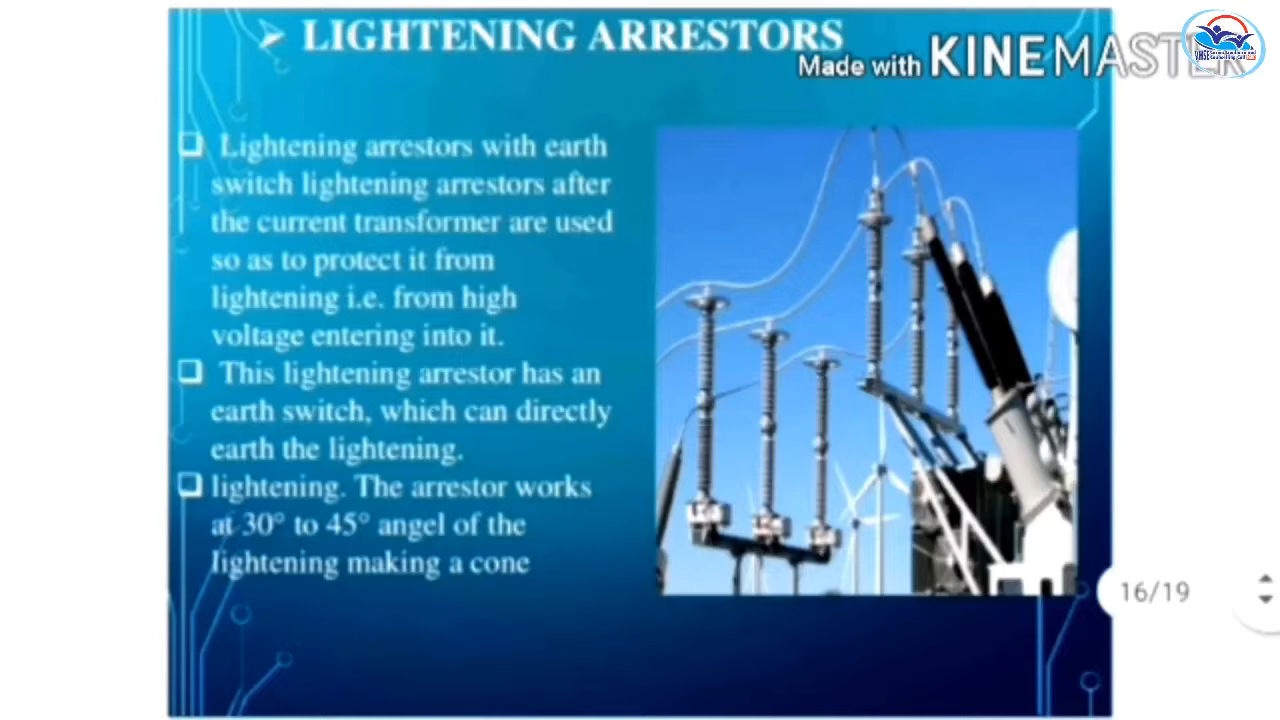 ➤ LIGHTENING ARRESTORS
Made with KINEMASTER
❑ Lightening arrestors with earth
switch lightening arrestors after
the current transformer are used
so as to protect it from
lightening i.e. from high
voltage entering into it.
❑ This lightening arrestor has an
earth switch, which can directly
earth the lightening.
❑ lightening. The arrestor works
at 30° to 45° angel of the
lightening making a cone
16/19